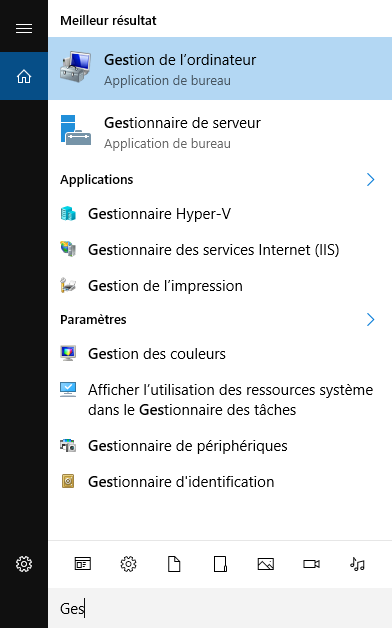 Meilleur résultat
Gestion de l’ordinateur
Application de bureau
Gestionnaire de serveur
Application de bureau
Applications
Gestionnaire Hyper-V
Gestionnaire des services Internet (IIS)
Gestion de l’impression
Paramètres
Gestion des couleurs
Afficher l’utilisation des ressources système
dans le Gestionnaire des tâches
Gestionnaire de périphériques
Gestionnaire d'identification
Ges